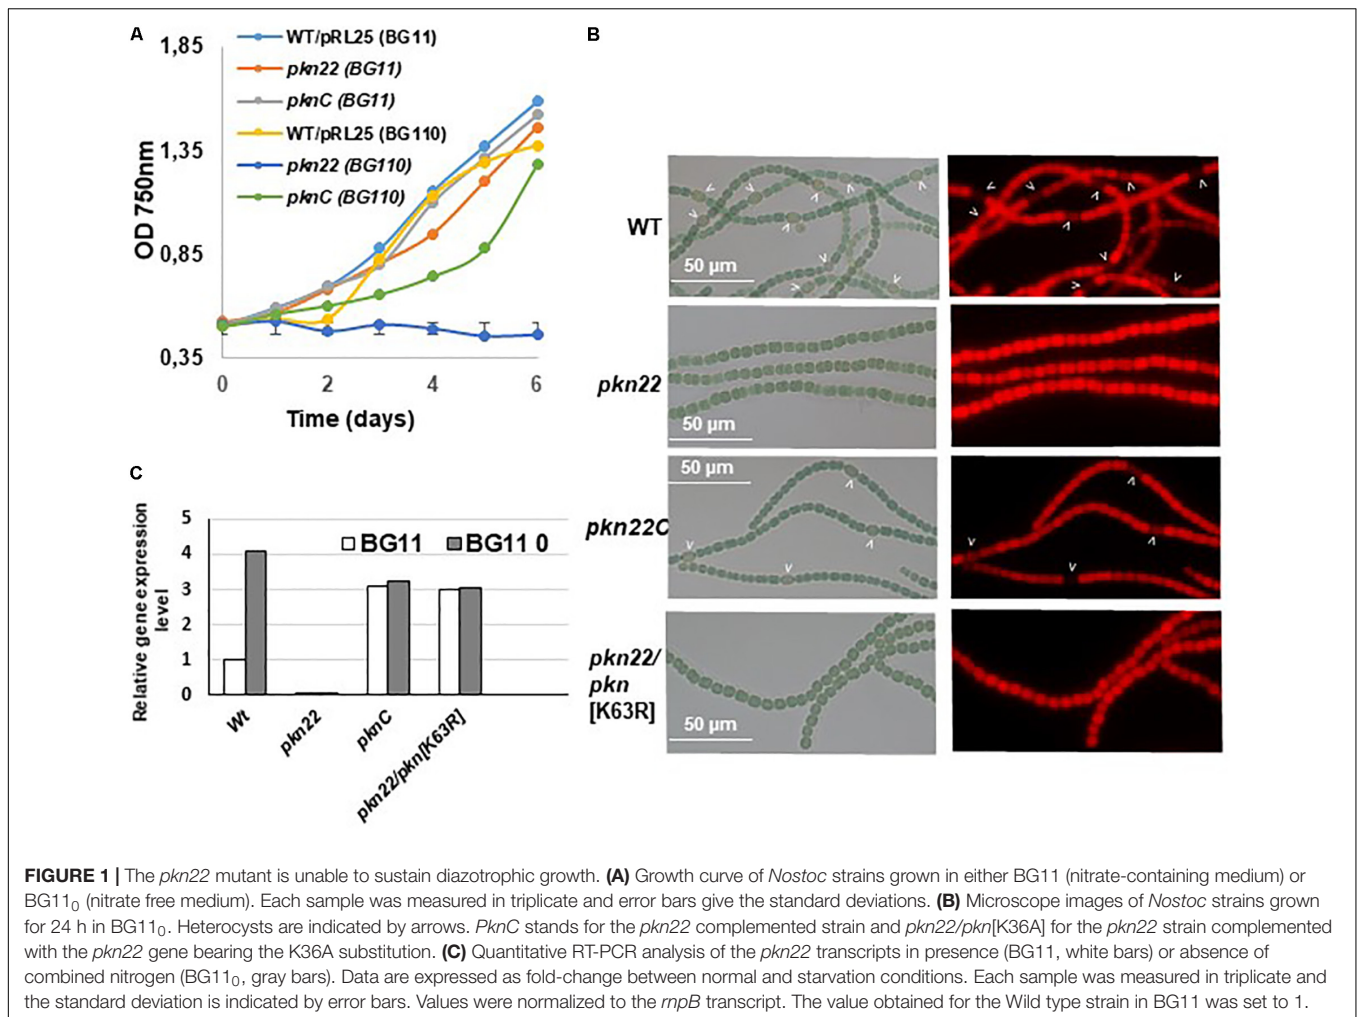 A
1,85
1,35
0,85
0,35
OD 750nm
WT/pRL25 (BG11)
pkn22 (BG11)
pknC (BG11)
WT/pRL25 (BG110)
pkn22 (BG110)
pknC (BG110)
0 2 4 6
Time (days)
B
WT
50 µm
pkn22
50 µm
pkn22C
50 µm
pkn22/
pkn
[K63R]
50 µm
C
Relative gene expression
level
5
4
3
2
1
0
BG11 BG11 0
Wt
pkn22
pknC
pkn22/pkn[K63R]
FIGURE 1 | The pkn22 mutant is unable to sustain diazotrophic growth. (A) Growth curve of Nostoc strains grown in either BG11 (nitrate-containing medium) or
BG11₀ (nitrate free medium). Each sample was measured in triplicate and error bars give the standard deviations. (B) Microscope images of Nostoc strains grown
for 24 h in BG11₀. Heterocysts are indicated by arrows. PknC stands for the pkn22 complemented strain and pkn22/pkn[K36A] for the pkn22 strain complemented
with the pkn22 gene bearing the K36A substitution. (C) Quantitative RT-PCR analysis of the pkn22 transcripts in presence (BG11, white bars) or absence of
combined nitrogen (BG11₀, gray bars). Data are expressed as fold-change between normal and starvation conditions. Each sample was measured in triplicate and
the standard deviation is indicated by error bars. Values were normalized to the rnpB transcript. The value obtained for the Wild type strain in BG11 was set to 1.